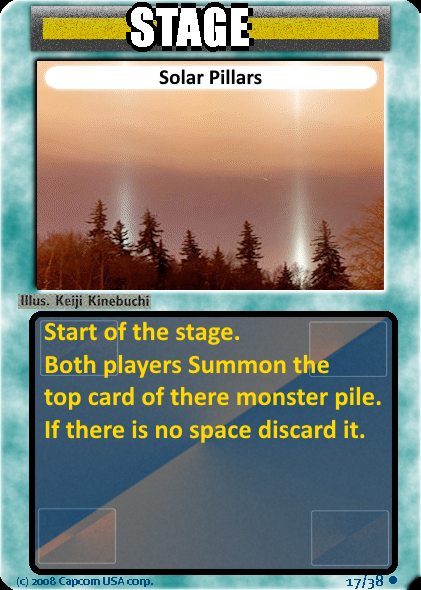 STAGE
Solar Pillars
Illus. Keiji Kinebuchi
Start of the stage.
Both players Summon the
top card of there monster pile.
If there is no space discard it.
(c) 2008 Capcom USA corp.
17/38 ●